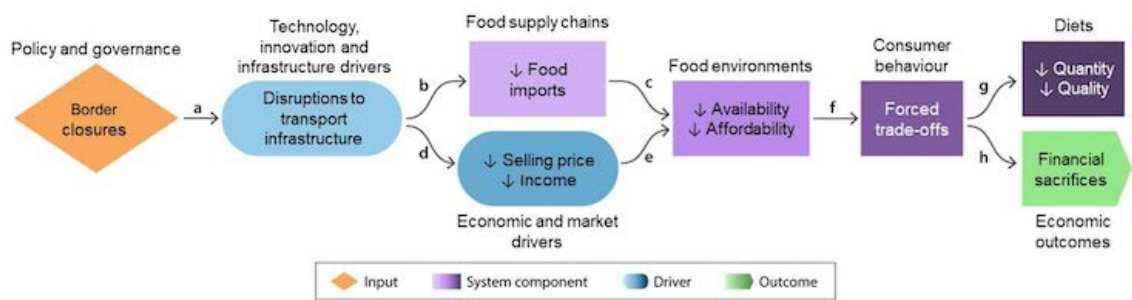 Policy and governance
Border
closures
a
Technology,
innovation and
infrastructure drivers
Disruptions to
transport
infrastructure
b
d
Food supply chains
↓ Food
imports
c
↓ Selling price
↓ Income
e
Economic and market
drivers
Food environments
↓ Availability
↓ Affordability
f
Consumer
behaviour
Forced
trade-offs
g
h
Diets
↓ Quantity
↓ Quality
Financial
sacrifices
Economic
outcomes
Input
System component
Driver
Outcome